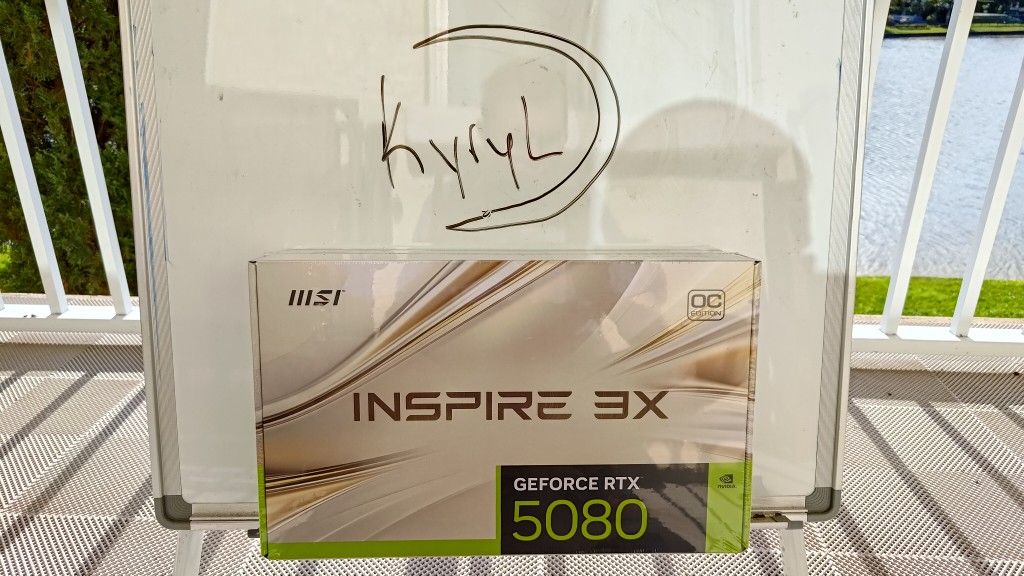 KyryL
msi
OC
EDITION
INSPIRE 3X
GEFORCE RTX
5080
NVIDIA